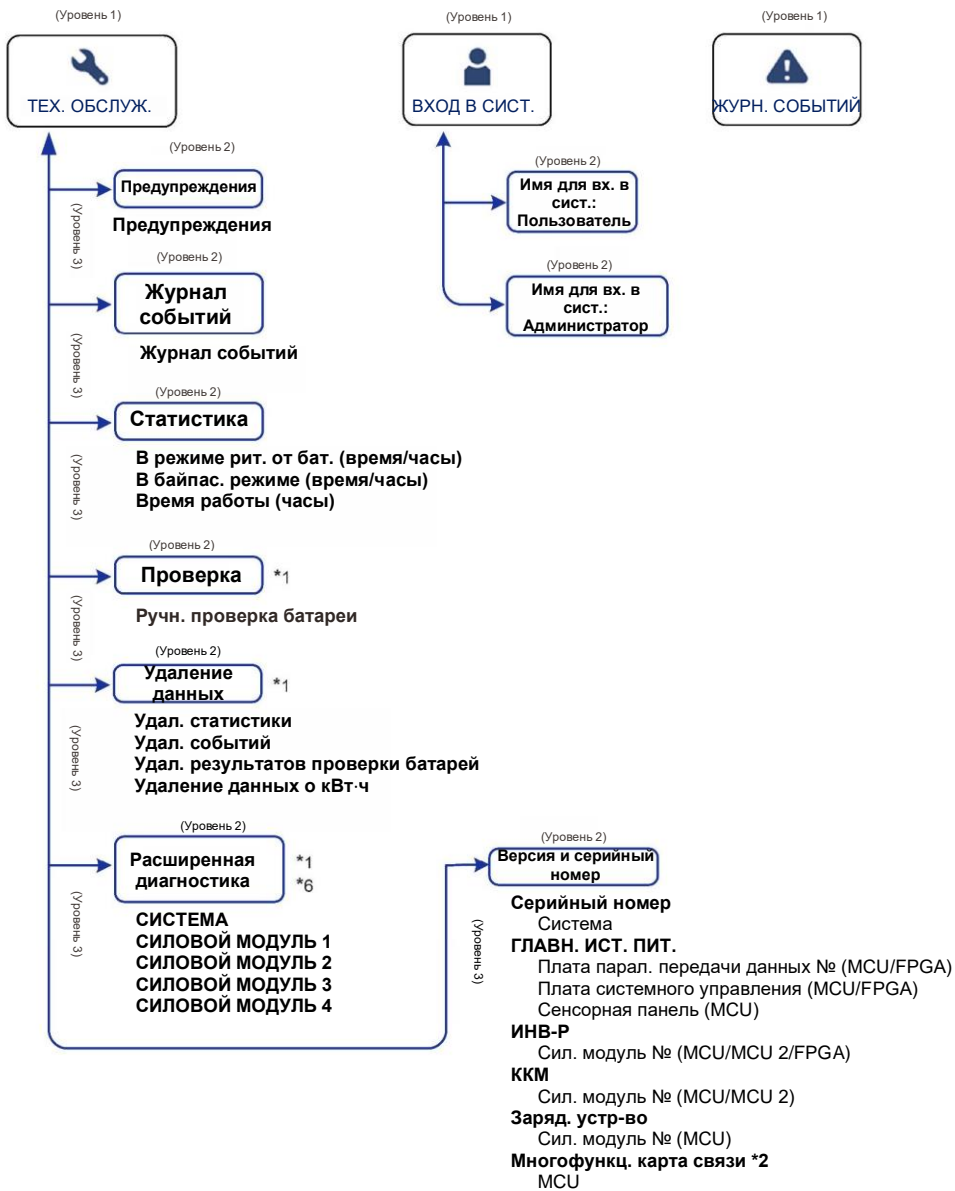 (Уровень 1)
ТЕХ. ОБСЛУЖ.
(Уровень 1)
ВХОД В СИСТ.
(Уровень 1)
ЖУРН. СОБЫТИЙ
(Уровень 2)
Предупреждения
(Уровень 3)
Предупреждения
(Уровень 2)
Журнал
событий
(Уровень 3)
Журнал событий
(Уровень 2)
Статистика
(Уровень 3)
В режиме рит. от бат. (время/часы)
В байпас. режиме (время/часы)
Время работы (часы)
(Уровень 2)
Проверка *1
(Уровень 3)
Ручн. проверка батареи
(Уровень 2)
Удаление
данных *1
(Уровень 3)
Удал. статистики
Удал. событий
Удал. результатов проверки батарей
Удаление данных о кВт·ч
(Уровень 2)
Расширенная *1
диагностика *6
(Уровень 3)
СИСТЕМА
СИЛОВОЙ МОДУЛЬ 1
СИЛОВОЙ МОДУЛЬ 2
СИЛОВОЙ МОДУЛЬ 3
СИЛОВОЙ МОДУЛЬ 4
(Уровень 2)
Имя для вх. в
сист.:
Пользователь
(Уровень 2)
Имя для вх. в
сист.:
Администратор
(Уровень 2)
Версия и серийный
номер
(Уровень 3)
Серийный номер
Система
ГЛАВН. ИСТ. ПИТ.
Плата парал. передачи данных № (MCU/FPGA)
Плата системного управления (MCU/FPGA)
Сенсорная панель (MCU)
ИНВ-Р
Сил. модуль № (MCU/MCU 2/FPGA)
ККМ
Сил. модуль № (MCU/MCU 2)
Заряд. устр-во
Сил. модуль № (MCU)
Многофункц. карта связи *2
MCU